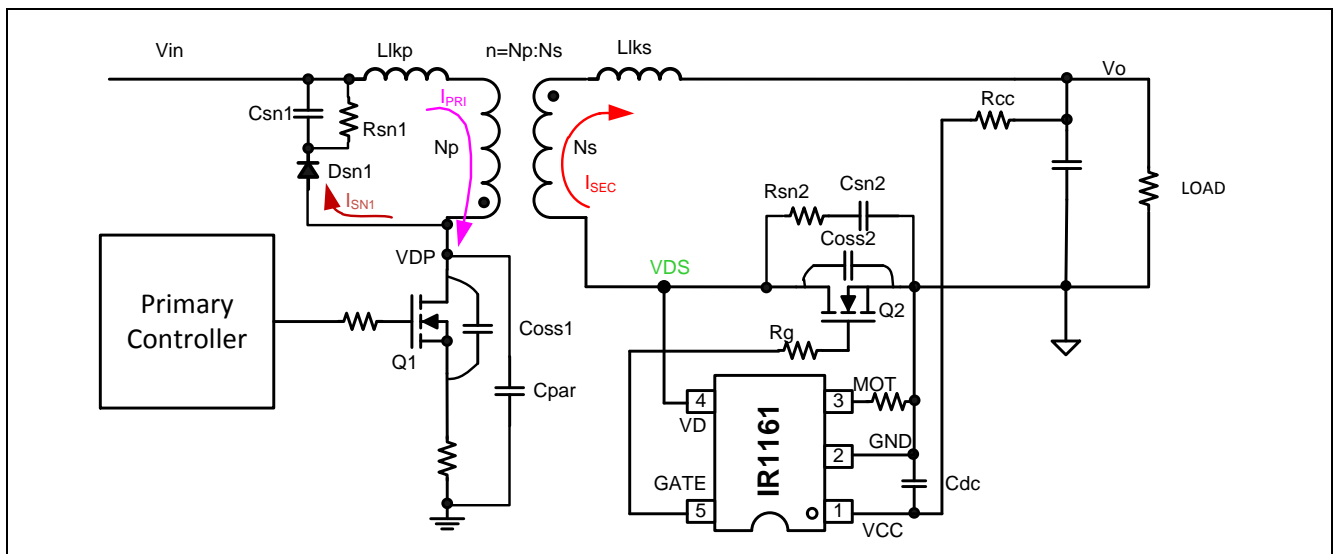 Vin
Llkp
n=Np:Ns
Llks
Vo
Csn1
Rsn1
IPRI
Np
Ns
ISEC
Rcc
Dsn1
ISN1
LOAD
Rsn2
Csn2
Coss2
VDP
VDS
Q2
Primary
Controller
Q1
Coss1
Cpar
Rg
MOT
4
3
VD
GND
2
IR1161
Cdc
GATE
5
1
VCC